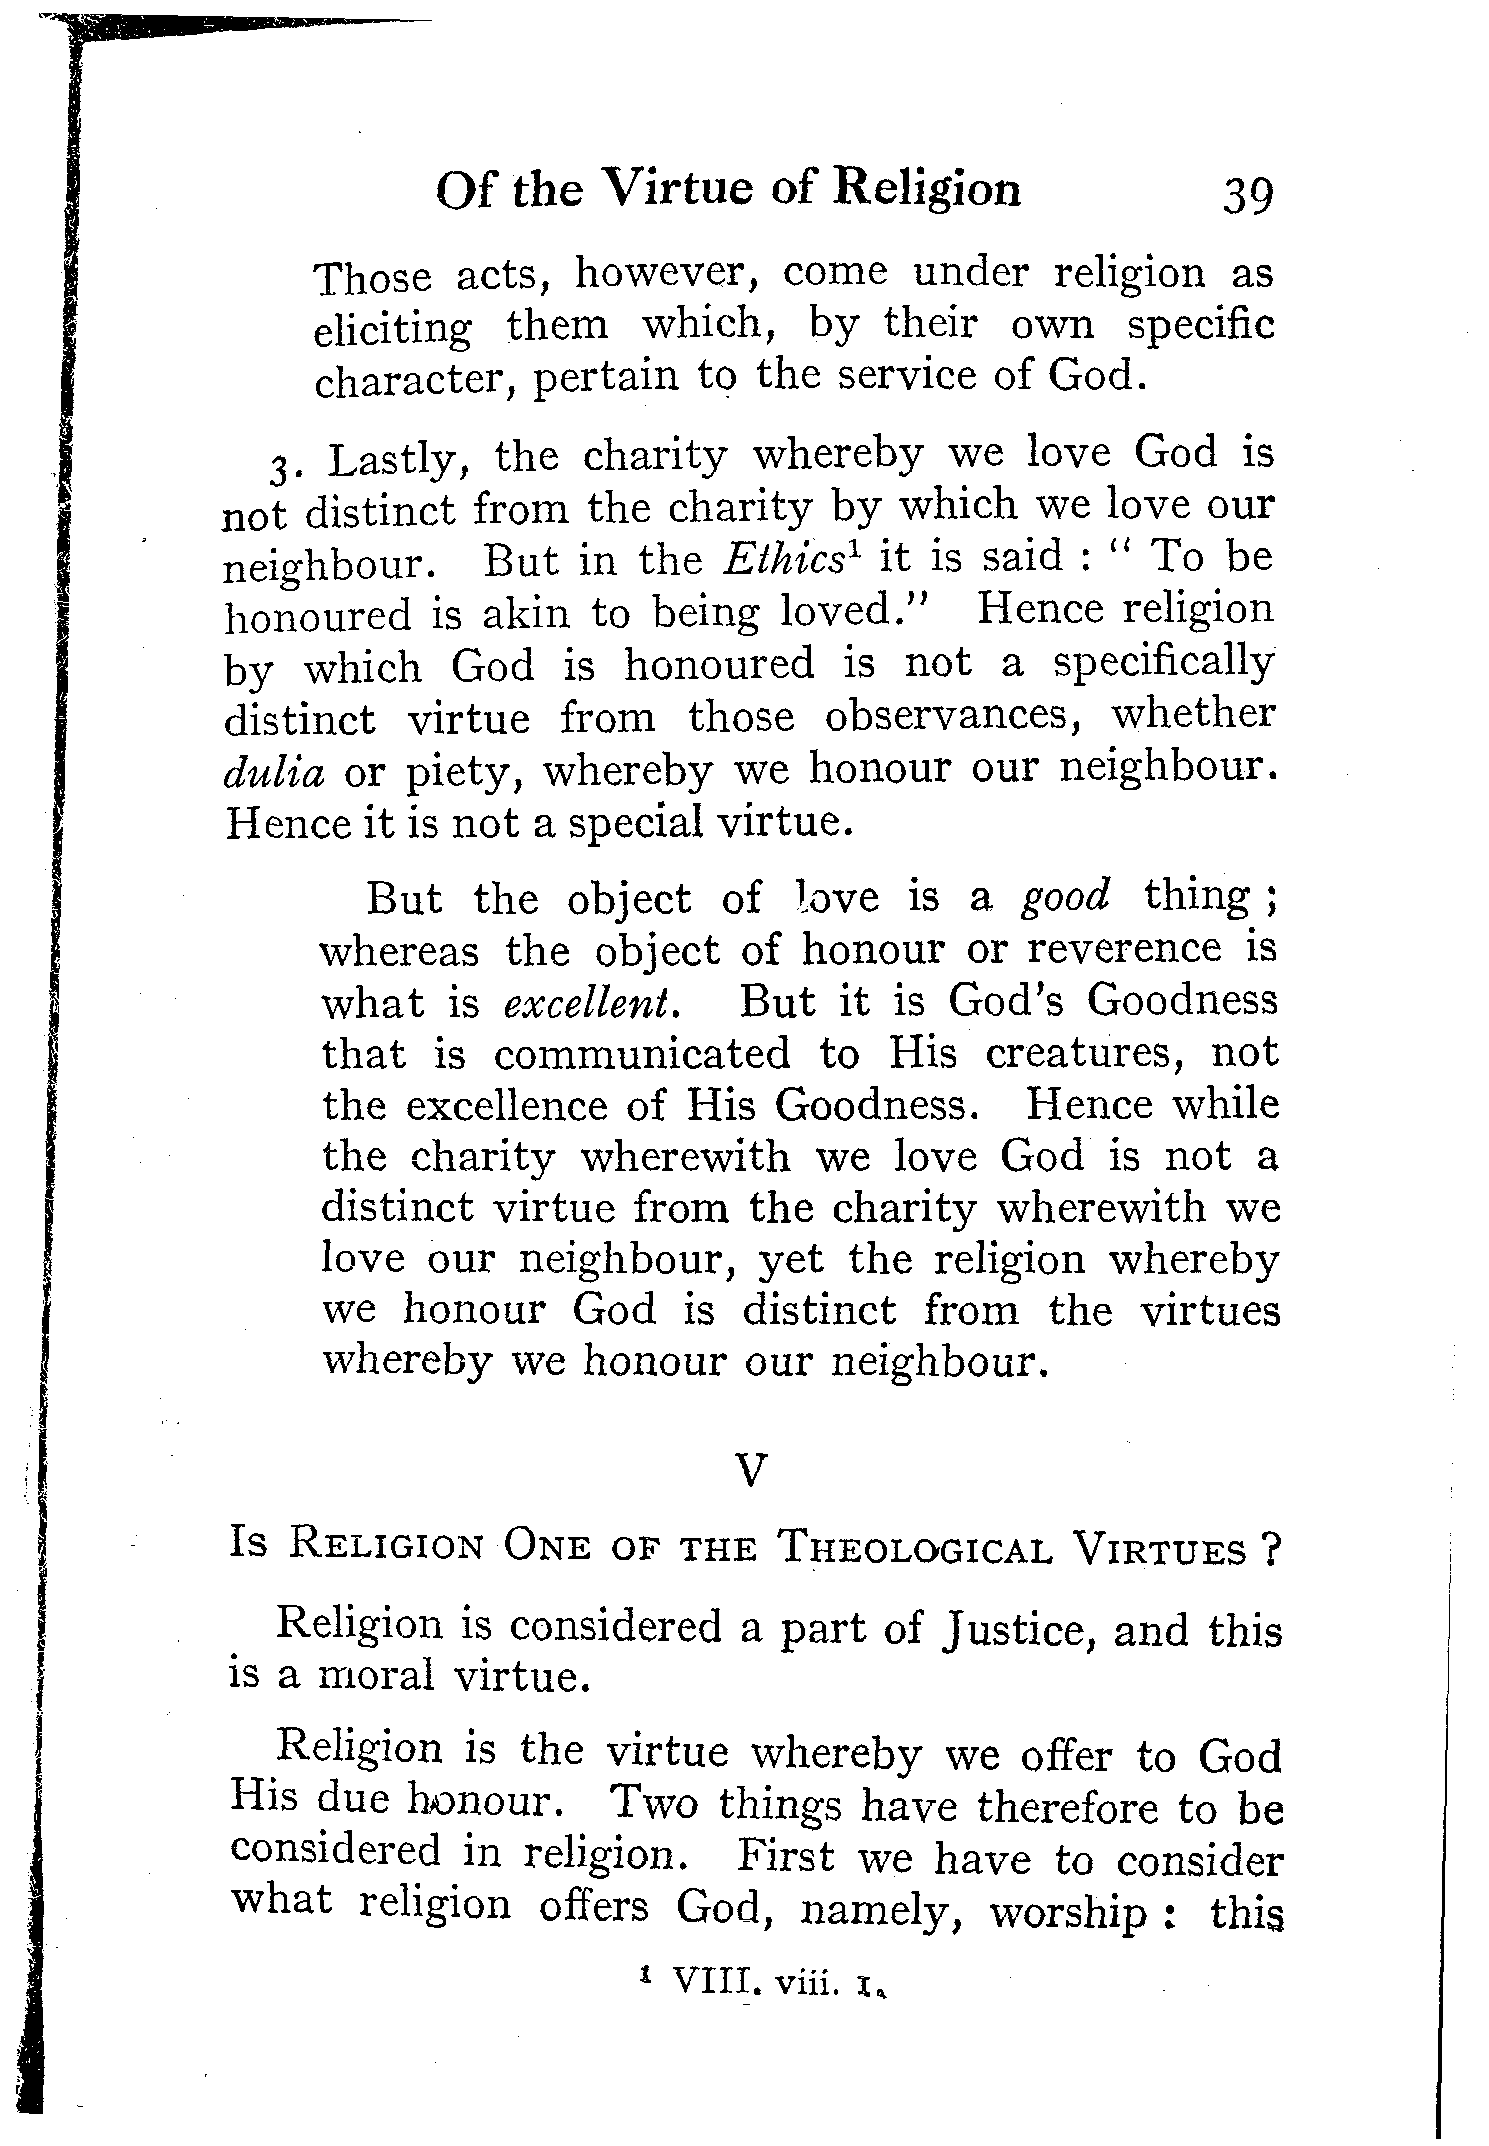 Of the Virtue of Religion 39
Those acts, however, come under religion as
eliciting them which, by their own specific
character, pertain to the service of God.
3. Lastly, the charity whereby we love God is
not distinct from the charity by which we love our
neighbour. But in the Ethics¹ it is said : “ To be
honoured is akin to being loved.” Hence religion
by which God is honoured is not a specifically
distinct virtue from those observances, whether
dulia or piety, whereby we honour our neighbour.
Hence it is not a special virtue.
But the object of love is a good thing ;
whereas the object of honour or reverence is
what is excellent. But it is God's Goodness
that is communicated to His creatures, not
the excellence of His Goodness. Hence while
the charity wherewith we love God is not a
distinct virtue from the charity wherewith we
love our neighbour, yet the religion whereby
we honour God is distinct from the virtues
whereby we honour our neighbour.
V
Is Religion One of the Theological Virtues ?
Religion is considered a part of Justice, and this
is a moral virtue.
Religion is the virtue whereby we offer to God
His due honour. Two things have therefore to be
considered in religion. First we have to consider
what religion offers God, namely, worship : this
¹ VIII. viii. 1.